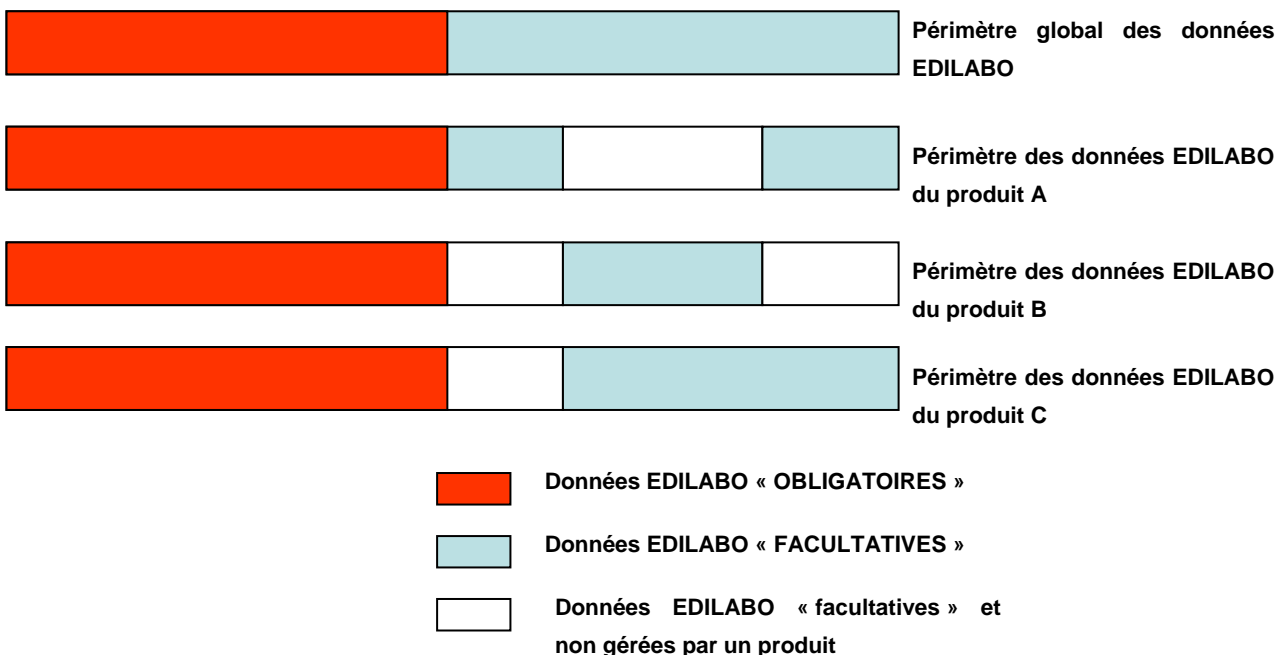 Périmètre global des données
EDILABO
Périmètre des données EDILABO
du produit A
Périmètre des données EDILABO
du produit B
Périmètre des données EDILABO
du produit C
Données EDILABO « OBLIGATOIRES »
Données EDILABO « FACULTATIVES »
Données EDILABO « facultatives » et
non gérées par un produit